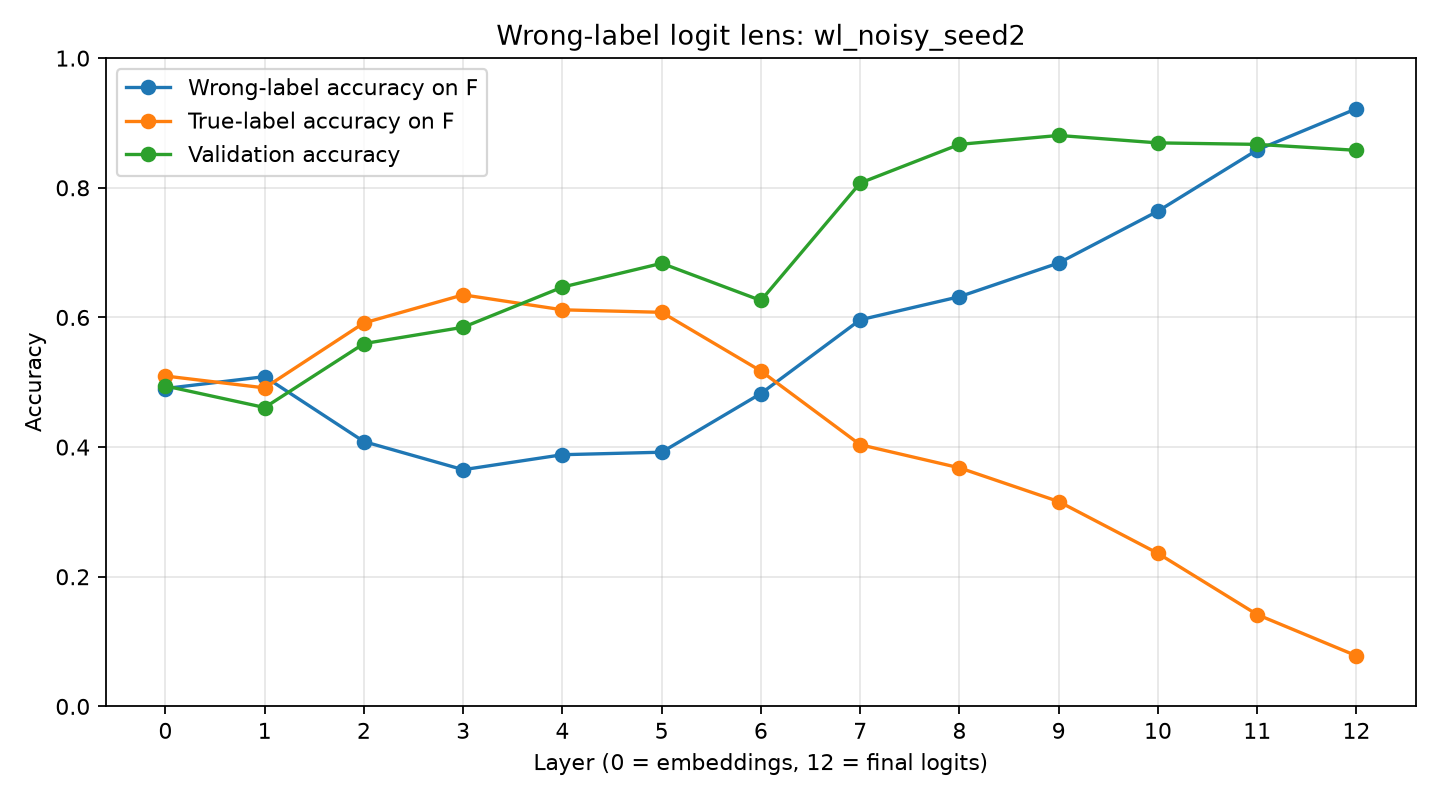 Wrong-label logit lens: wl_noisy_seed2
Wrong-label accuracy on F
True-label accuracy on F
Validation accuracy
Accuracy
1.0
0.8
0.6
0.4
0.2
0.0
0 1 2 3 4 5 6 7 8 9 10 11 12
Layer (0 = embeddings, 12 = final logits)